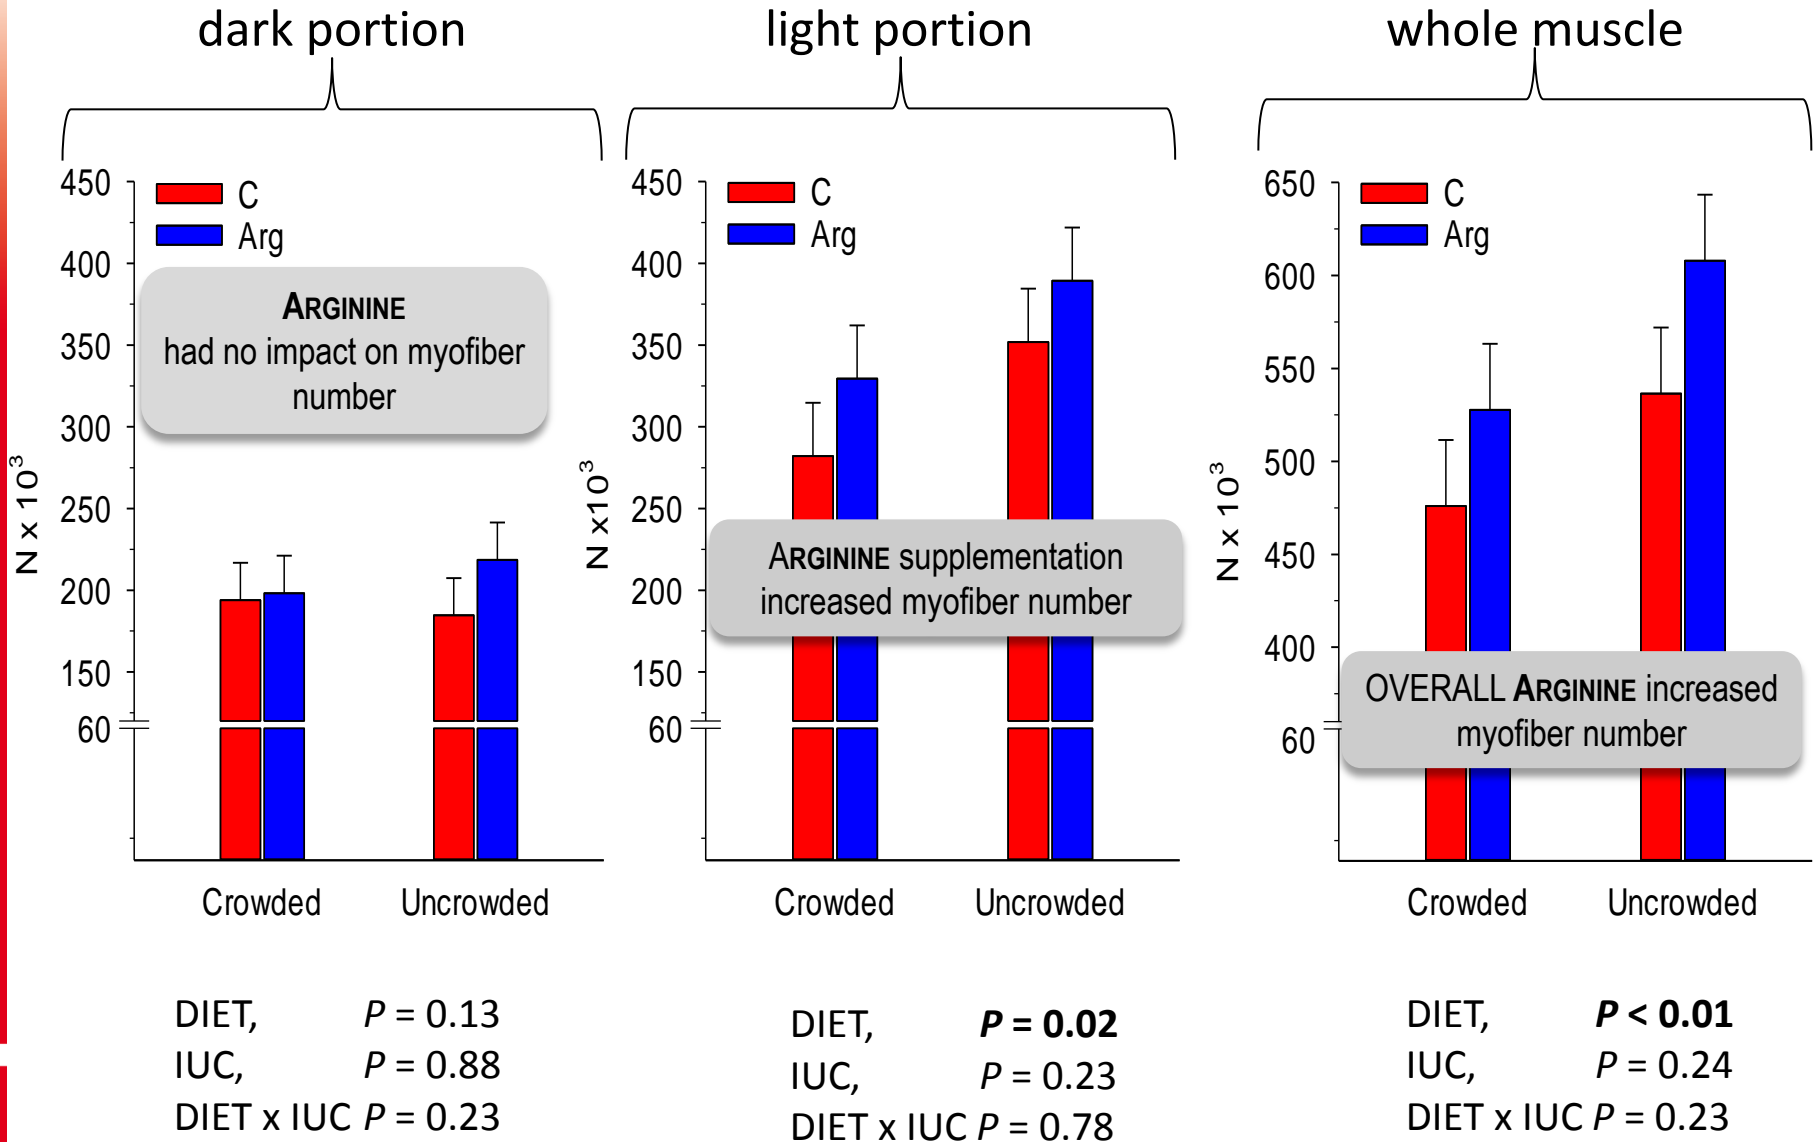 dark portion
450
400
350
300
250
200
150
60
N x 10³
C
Arg
ARGININE
had no impact on myofiber
number
Crowded Uncrowded
DIET, P = 0.13
IUC, P = 0.88
DIET x IUC P = 0.23
light portion
450
400
350
300
250
200
150
60
N x10³
C
Arg
ARGININE supplementation
increased myofiber number
Crowded Uncrowded
DIET, P = 0.02
IUC, P = 0.23
DIET x IUC P = 0.78
whole muscle
650
600
550
500
450
400
60
N x 10³
C
Arg
OVERALL ARGININE increased
myofiber number
Crowded Uncrowded
DIET, P < 0.01
IUC, P = 0.24
DIET x IUC P = 0.23